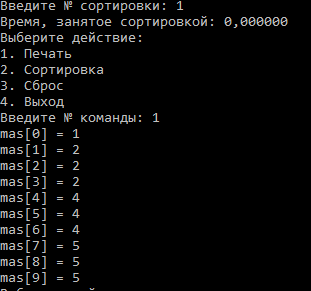 Введите № сортировки: 1
Время, занятое сортировкой: 0,000000
Выберите действие:
1. Печать
2. Сортировка
3. Сброс
4. Выход
Введите № команды: 1
mas[0] = 1
mas[1] = 2
mas[2] = 2
mas[3] = 2
mas[4] = 4
mas[5] = 4
mas[6] = 4
mas[7] = 5
mas[8] = 5
mas[9] = 5